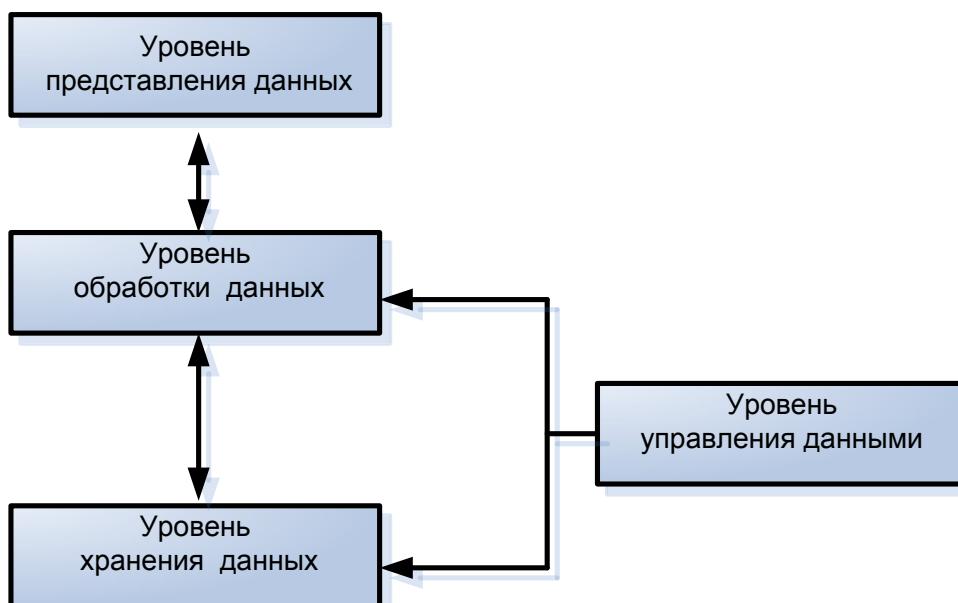 Уровень
представления данных
Уровень
обработки данных
Уровень
управления данными
Уровень
хранения данных